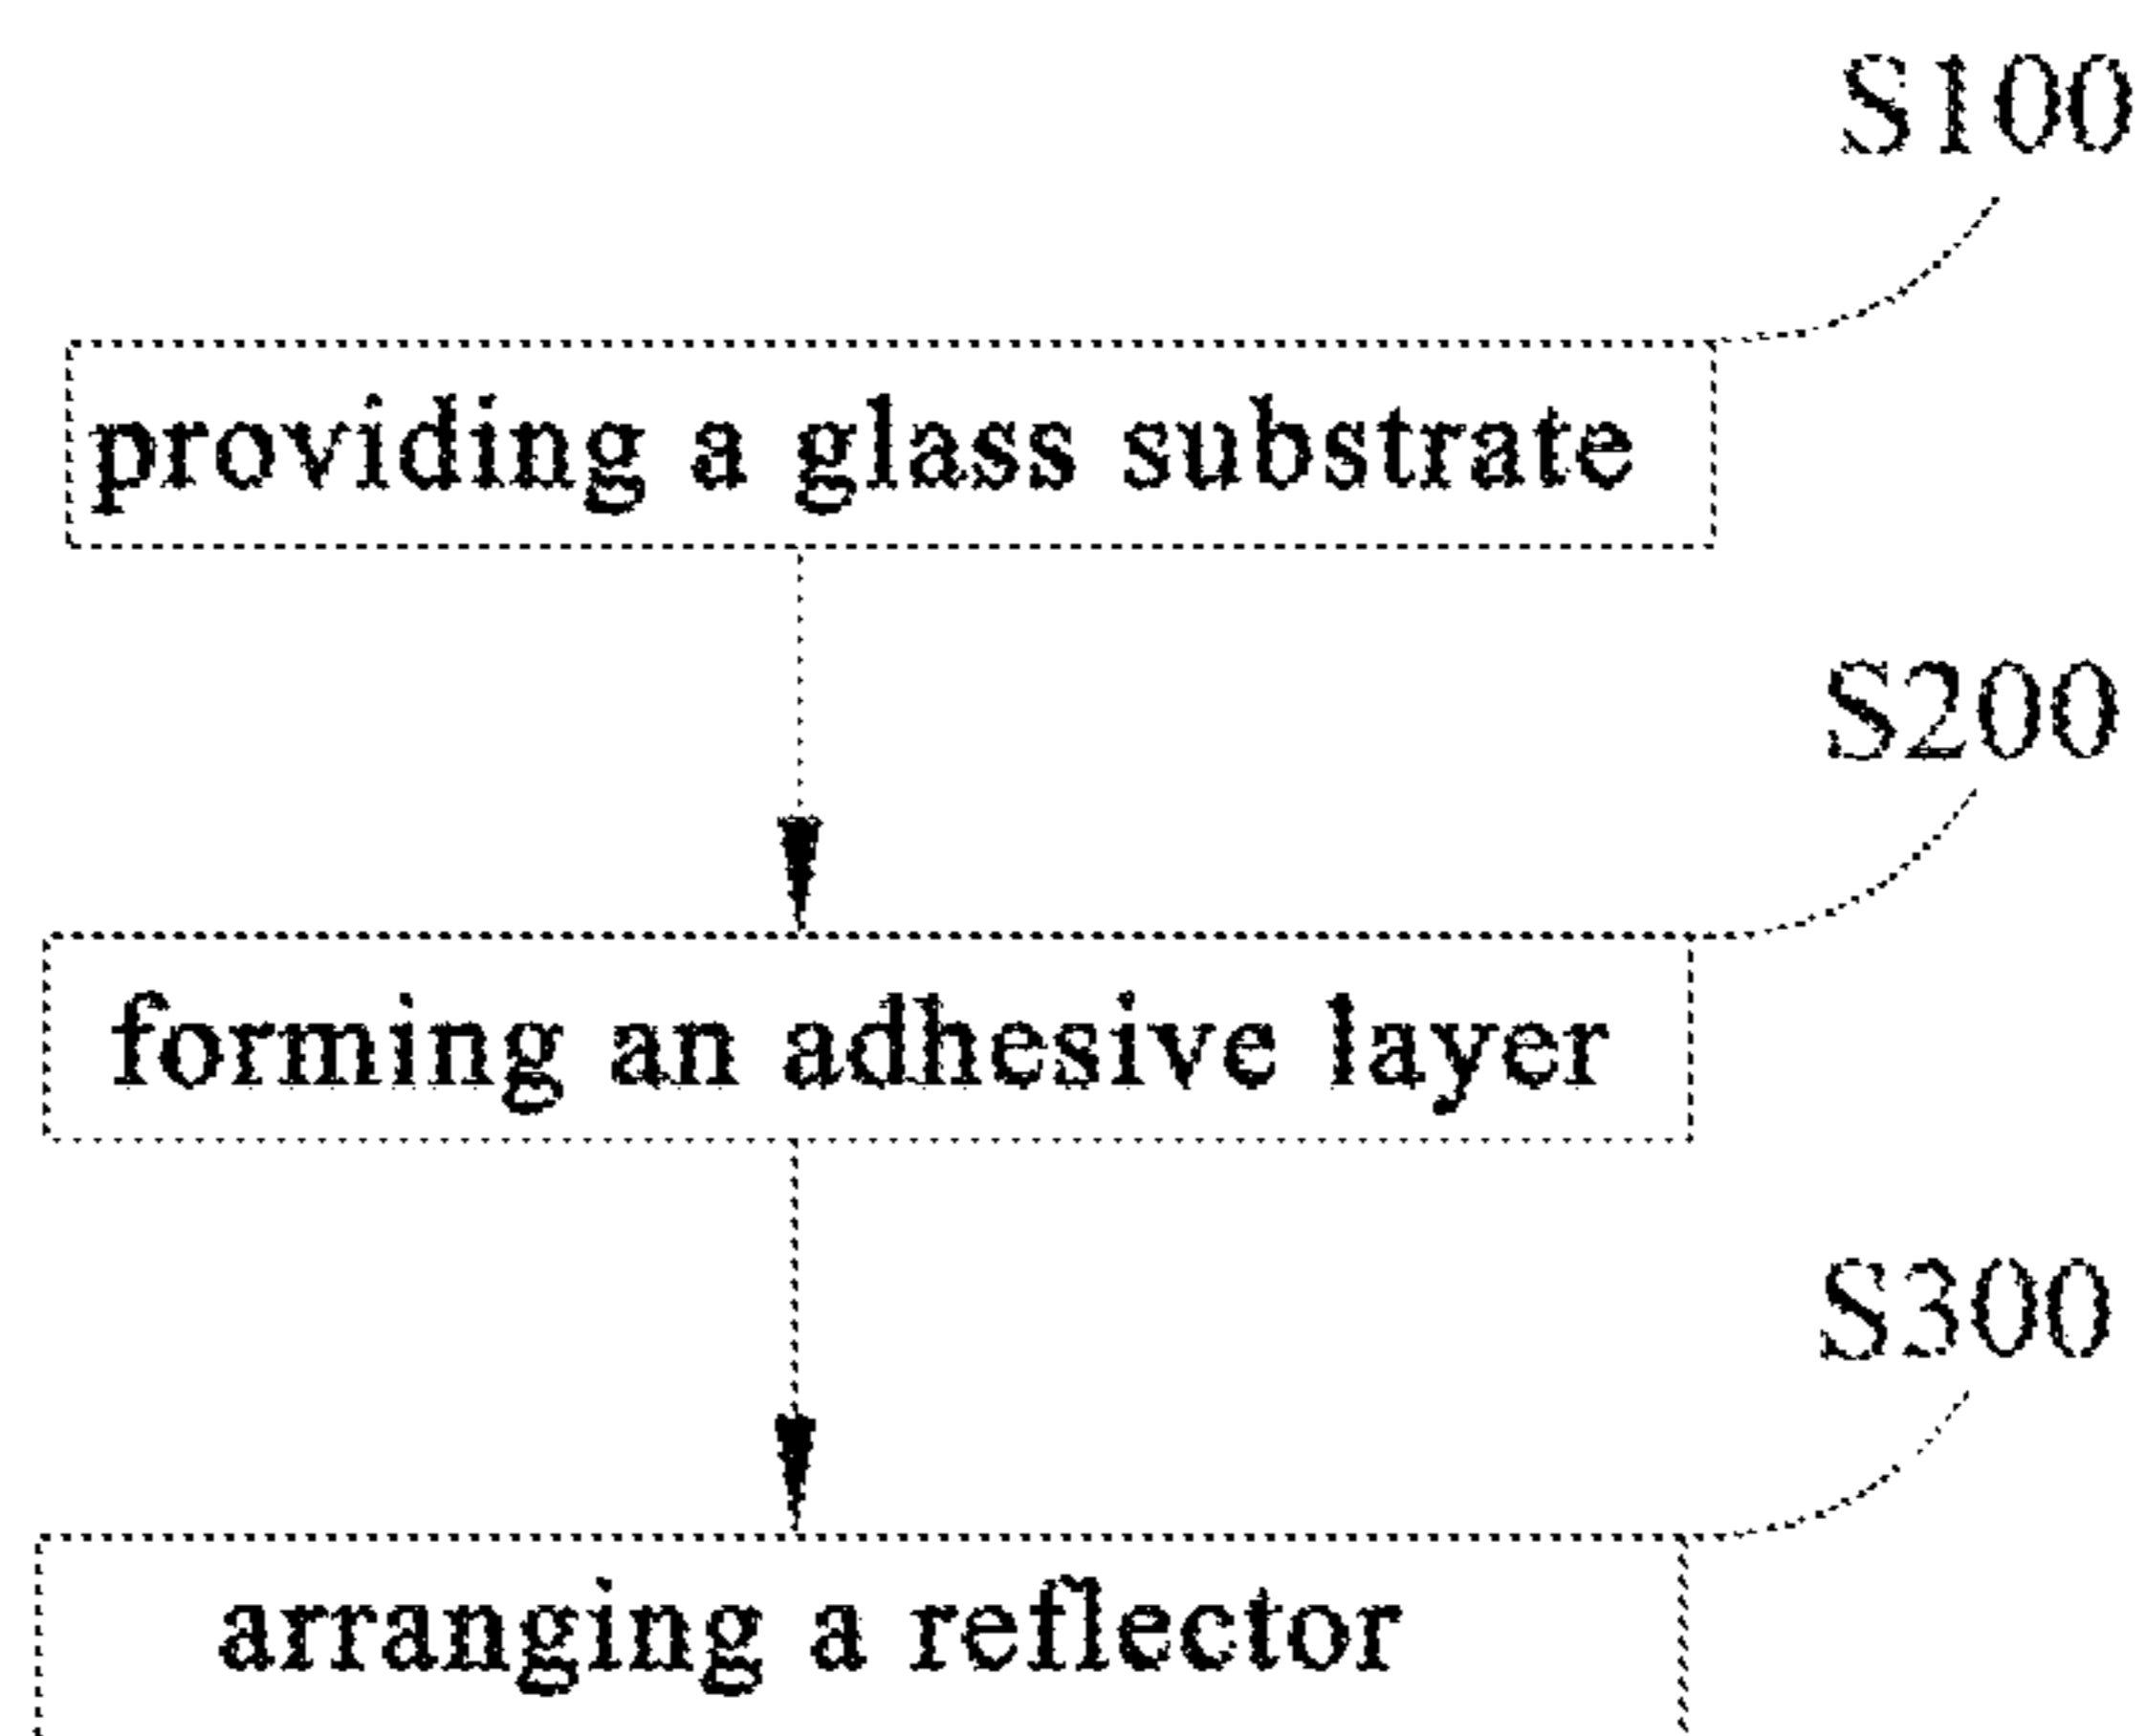 S100
providing a glass substrate
S200
forming an adhesive layer
S300
arranging a reflector